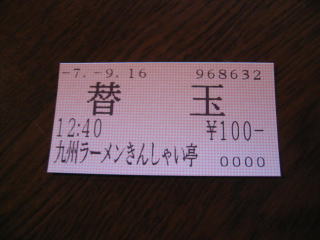 -7.-9.16 968632
替 玉
12:40 ¥100-
九州ラーメンきんしゃい亭 0000